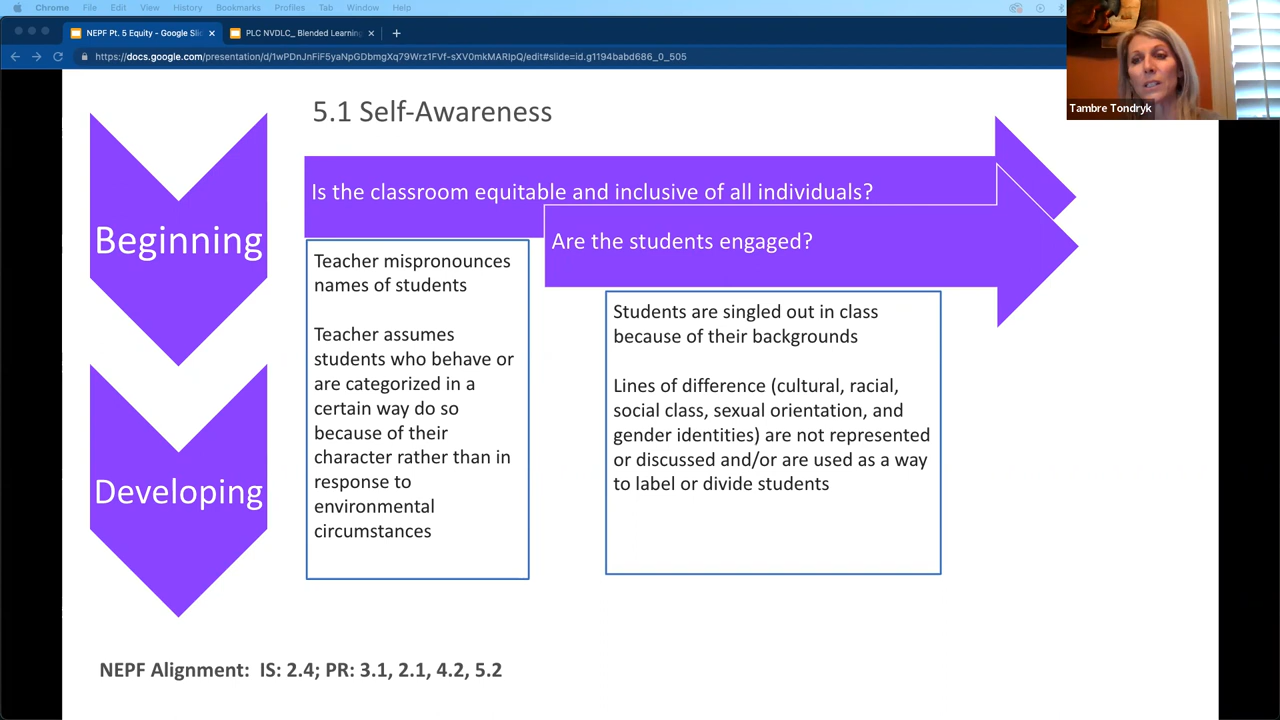 Chrome File Edit View History Bookmarks Profiles Tab Window Help
NEPF Pt. 5 Equity - Google Slid × PLC NVDLC_ Blended Learning × +
https://docs.google.com/presentation/d/1wPDnJnFiF5yaNpGDbmgXq79Wrz1FVf-sXV0mkMARIpQ/edit#slide=id.g1194babd686_0_505
Tambre Tondryk
5.1 Self-Awareness
Is the classroom equitable and inclusive of all individuals?
Are the students engaged?
Beginning
Teacher mispronounces
names of students
Teacher assumes
students who behave or
are categorized in a
certain way do so
because of their
character rather than in
response to
environmental
circumstances
Students are singled out in class
because of their backgrounds
Lines of difference (cultural, racial,
social class, sexual orientation, and
gender identities) are not represented
or discussed and/or are used as a way
to label or divide students
Developing
NEPF Alignment: IS: 2.4; PR: 3.1, 2.1, 4.2, 5.2